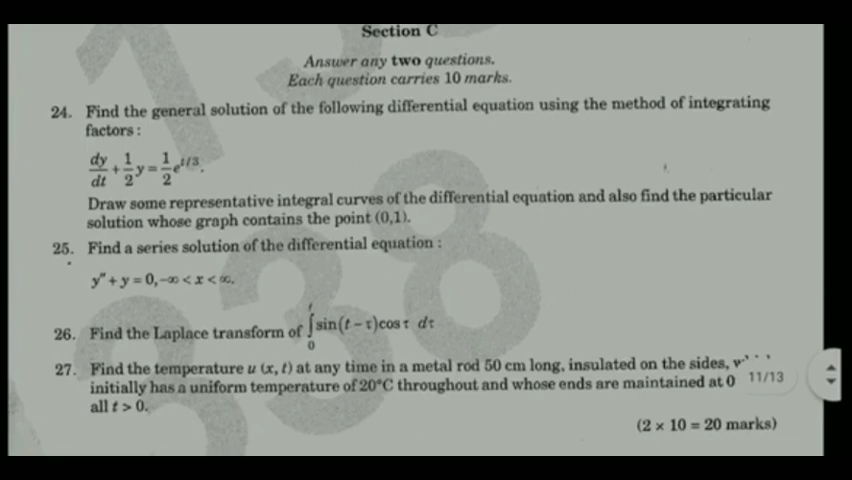 Section C
Answer any two questions.
Each question carries 10 marks.
24. Find the general solution of the following differential equation using the method of integrating
factors :
dy/dt + 1/2 y = 1/2 e^{t/3}.
Draw some representative integral curves of the differential equation and also find the particular
solution whose graph contains the point (0,1).
25. Find a series solution of the differential equation :
y" + y = 0, -∞ < x < ∞.
26. Find the Laplace transform of ∫_0^t sin(t – τ)cos τ dτ
27. Find the temperature u (x, t) at any time in a metal rod 50 cm long, insulated on the sides,
initially has a uniform temperature of 20°C throughout and whose ends are maintained at 0
11/13
all t > 0.
(2 × 10 = 20 marks)